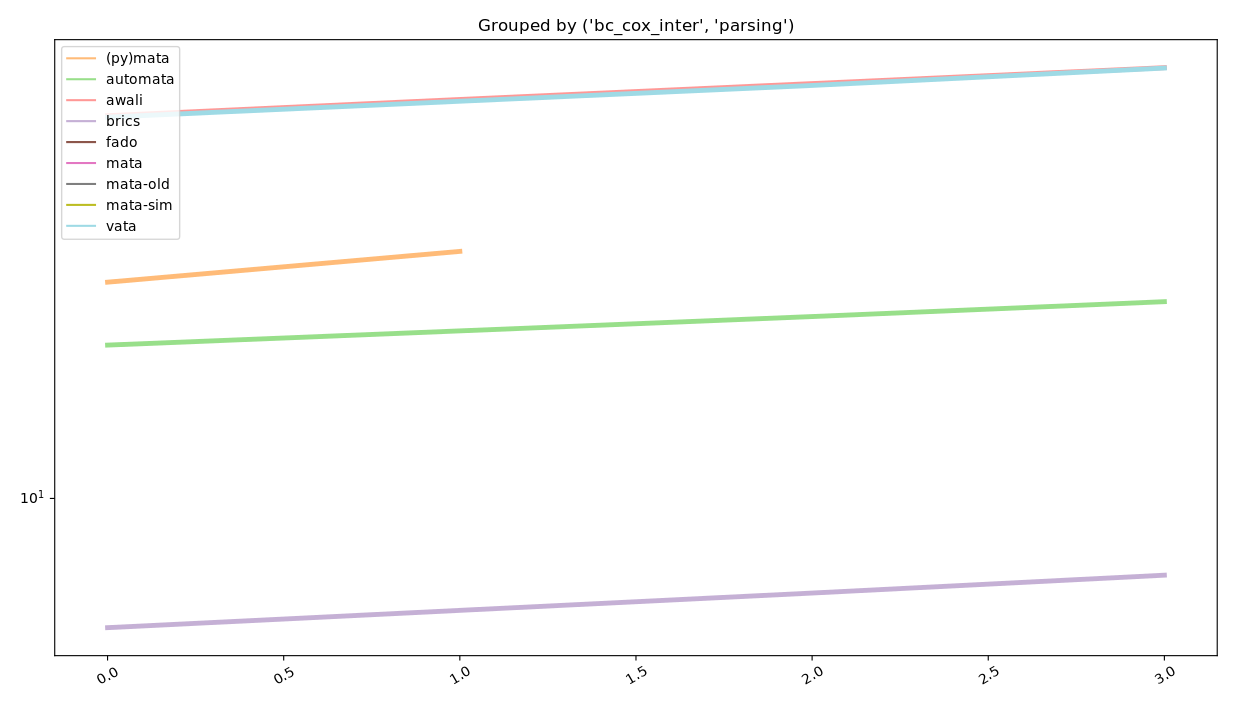 Grouped by ('bc_cox_inter', 'parsing')
(py)mata
automata
awali
brics
fado
mata
mata-old
mata-sim
vata
10¹
0.0
0.5
1.0
1.5
2.0
2.5
3.0